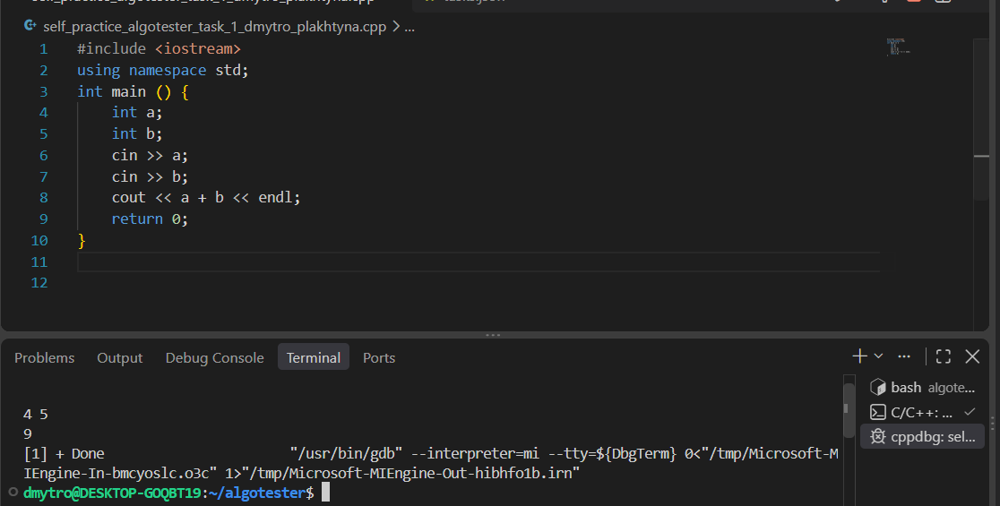 self_practice_algotester_task_1_dmytro_plakhtyna.cpp
self_practice_algotester_task_1_dmytro_plakhtyna.cpp > ...
1 #include <iostream>
2 using namespace std;
3 int main () {
4 int a;
5 int b;
6 cin >> a;
7 cin >> b;
8 cout << a + b << endl;
9 return 0;
10 }
11
12
Problems Output Debug Console Terminal Ports
4 5
9
[1] + Done "/usr/bin/gdb" --interpreter=mi --tty=${DbgTerm} 0<"/tmp/Microsoft-M
IEngine-In-bmcyoslc.o3c" 1>"/tmp/Microsoft-MIEngine-Out-hibhfo1b.irn"
dmytro@DESKTOP-GOQBT19:~/algotester$
bash algote...
C/C++: ...
cppdbg: sel...